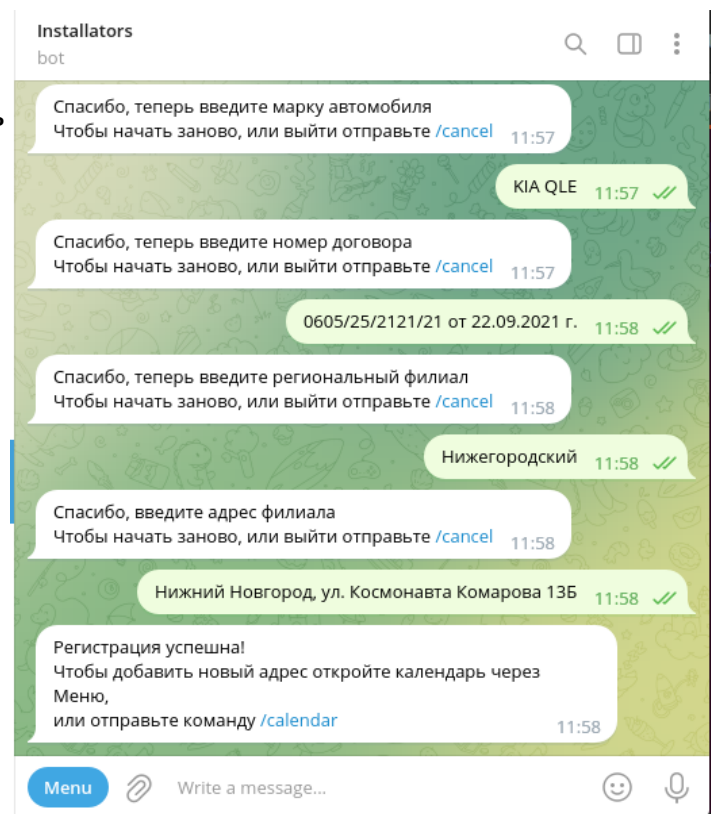 Installators
bot
Спасибо, теперь введите марку автомобиля
Чтобы начать заново, или выйти отправьте /cancel
11:57
KIA QLE
11:57
Спасибо, теперь введите номер договора
Чтобы начать заново, или выйти отправьте /cancel
11:57
0605/25/2121/21 от 22.09.2021 г.
11:58
Спасибо, теперь введите региональный филиал
Чтобы начать заново, или выйти отправьте /cancel
11:58
Нижегородский
11:58
Спасибо, введите адрес филиала
Чтобы начать заново, или выйти отправьте /cancel
11:58
Нижний Новгород, ул. Космонавта Комарова 13Б
11:58
Регистрация успешна!
Чтобы добавить новый адрес откройте календарь через
Меню,
или отправьте команду /calendar
11:58
Menu
Write a message...